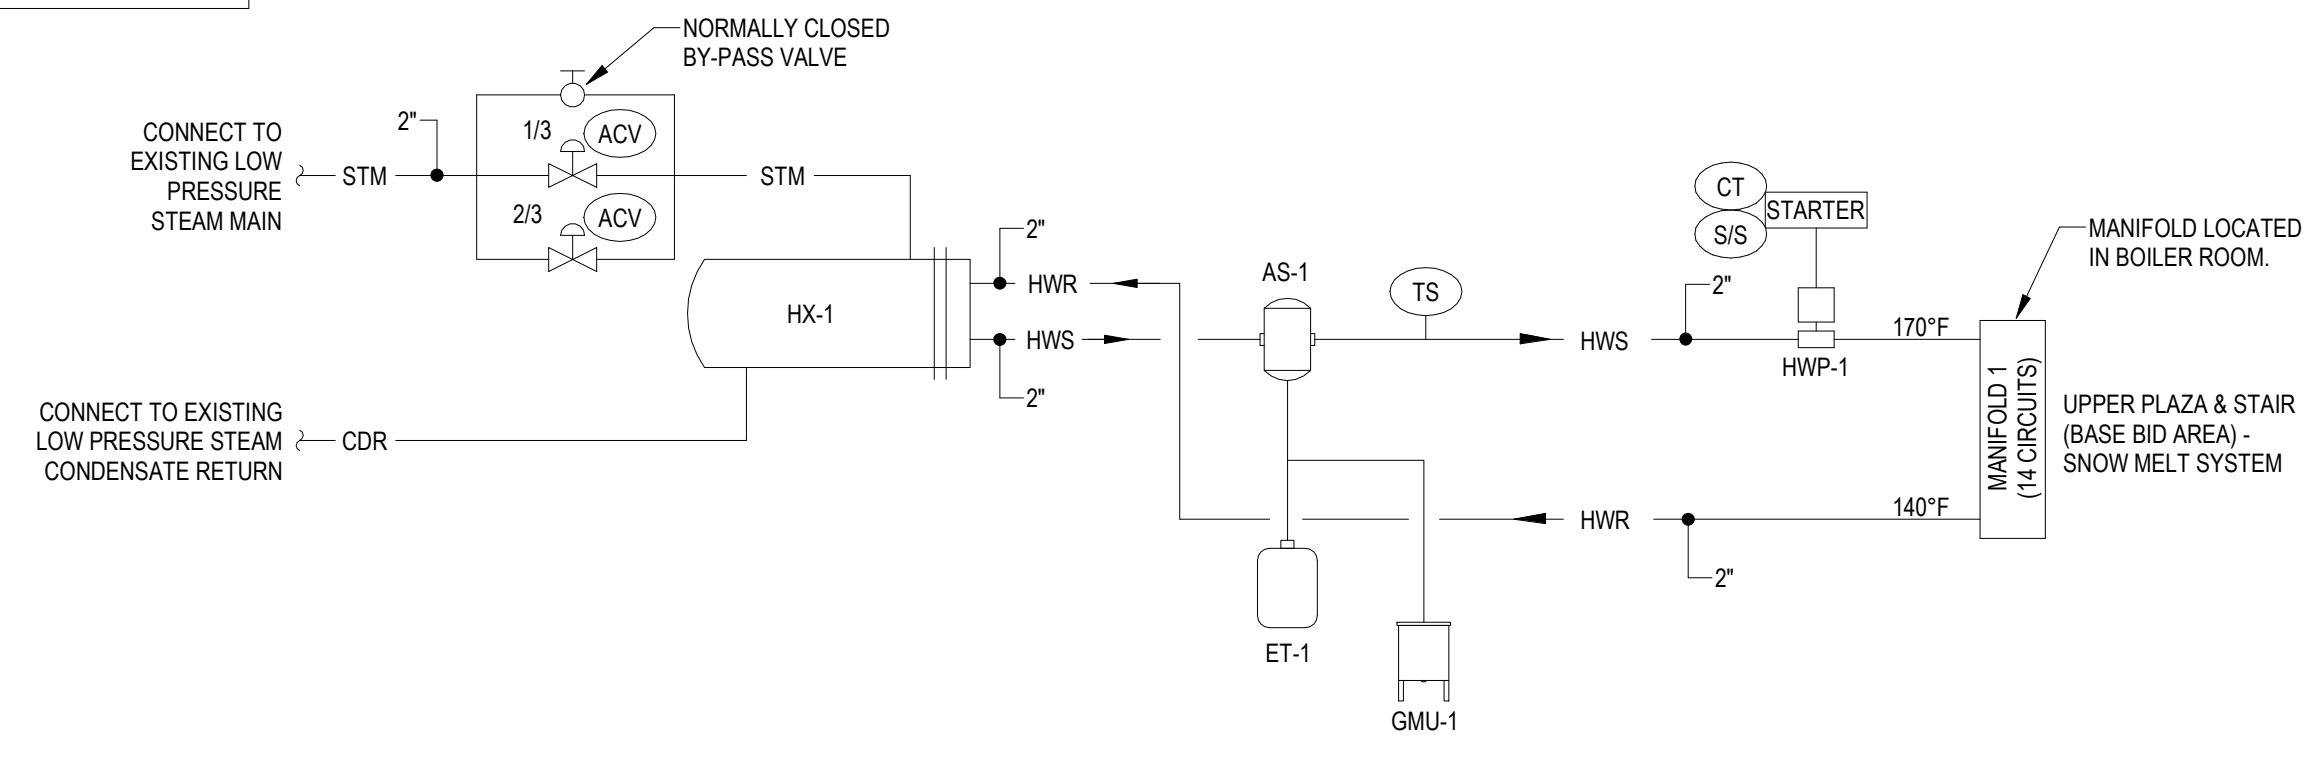 NORMALLY CLOSED
BY-PASS VALVE
CONNECT TO
EXISTING LOW
PRESSURE
STEAM MAIN
STM
2"
1/3
ACV
2/3
ACV
STM
HX-1
2"
HWR
HWS
2"
CONNECT TO EXISTING
LOW PRESSURE STEAM
CONDENSATE RETURN
CDR
AS-1
TS
HWS
2"
CT
S/S
STARTER
HWP-1
170°F
MANIFOLD LOCATED
IN BOILER ROOM.
MANIFOLD 1
(14 CIRCUITS)
UPPER PLAZA & STAIR
(BASE BID AREA) -
SNOW MELT SYSTEM
140°F
HWR
2"
ET-1
GMU-1